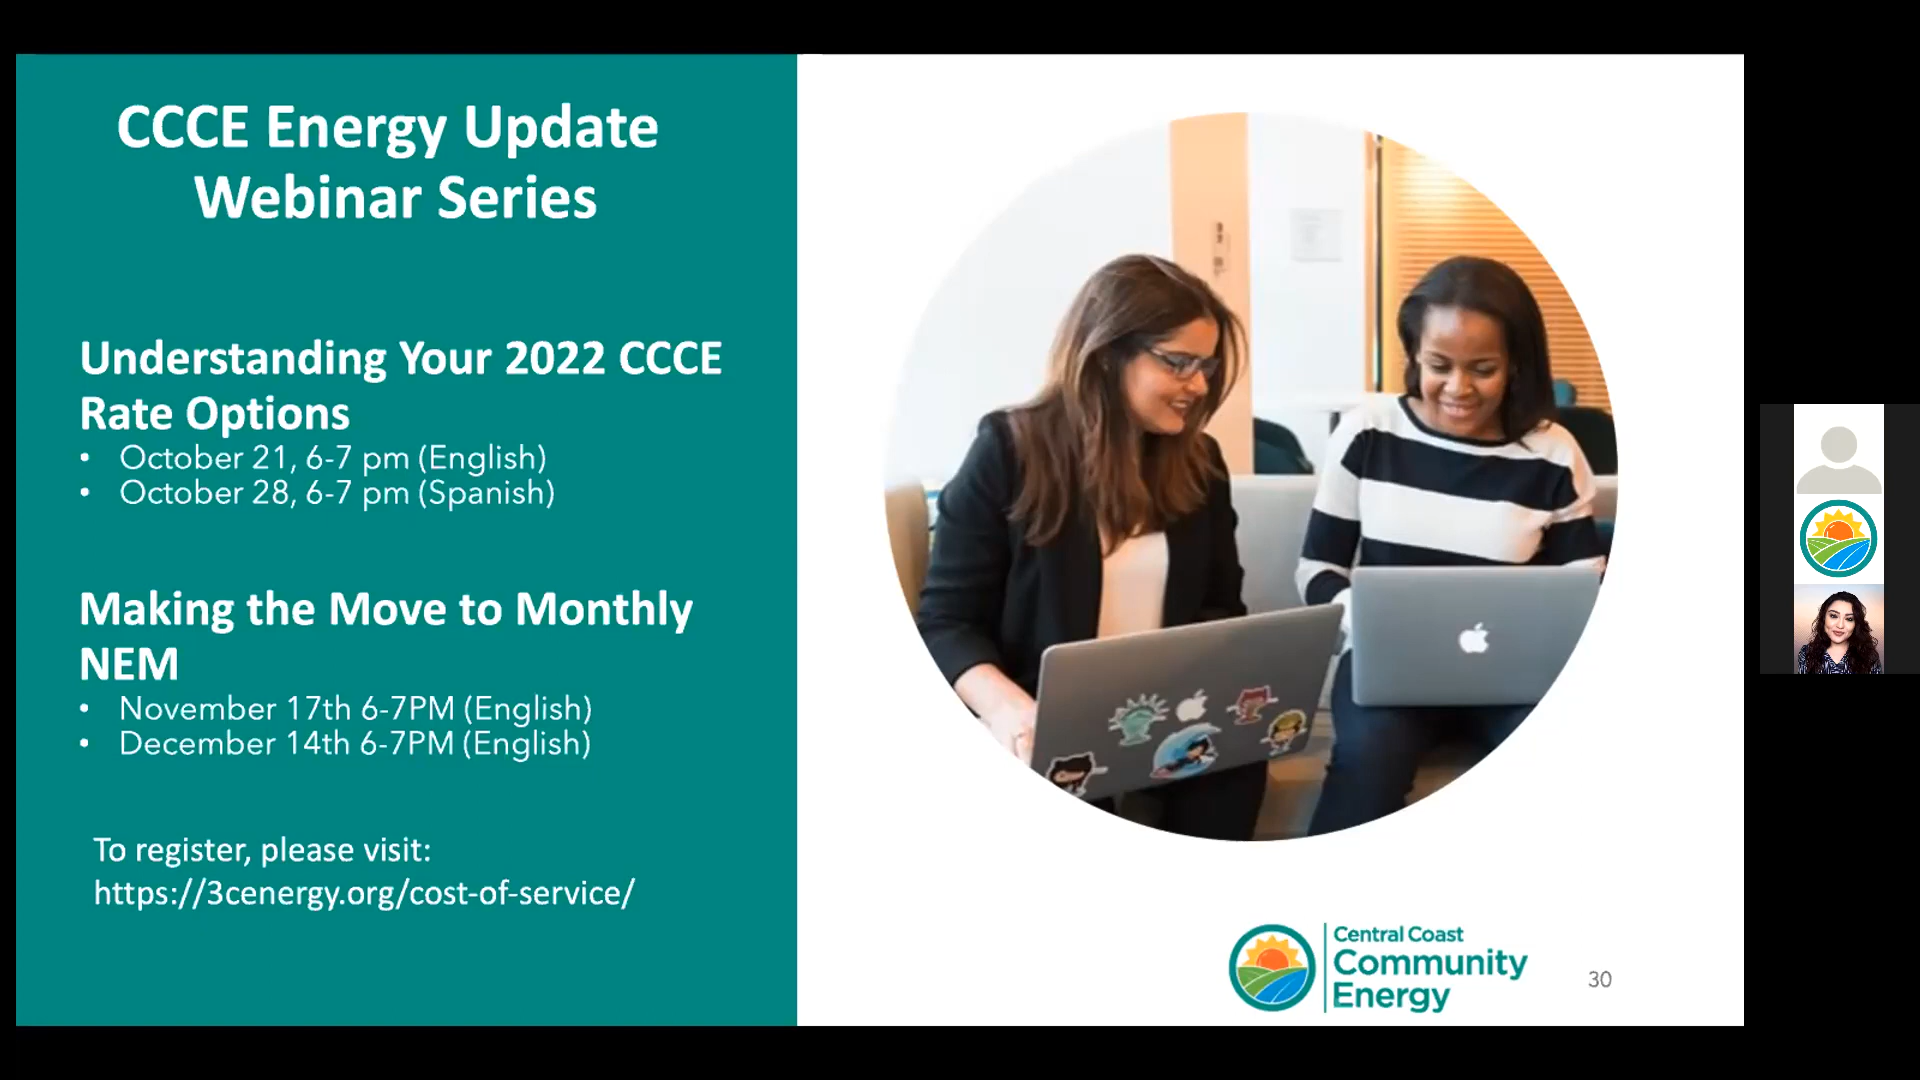 CCCE Energy Update
Webinar Series
Understanding Your 2022 CCCE
Rate Options
• October 21, 6-7 pm (English)
• October 28, 6-7 pm (Spanish)
Making the Move to Monthly
NEM
• November 17th 6-7PM (English)
• December 14th 6-7PM (English)
To register, please visit:
https://3cenergy.org/cost-of-service/
Central Coast
Community
Energy
30